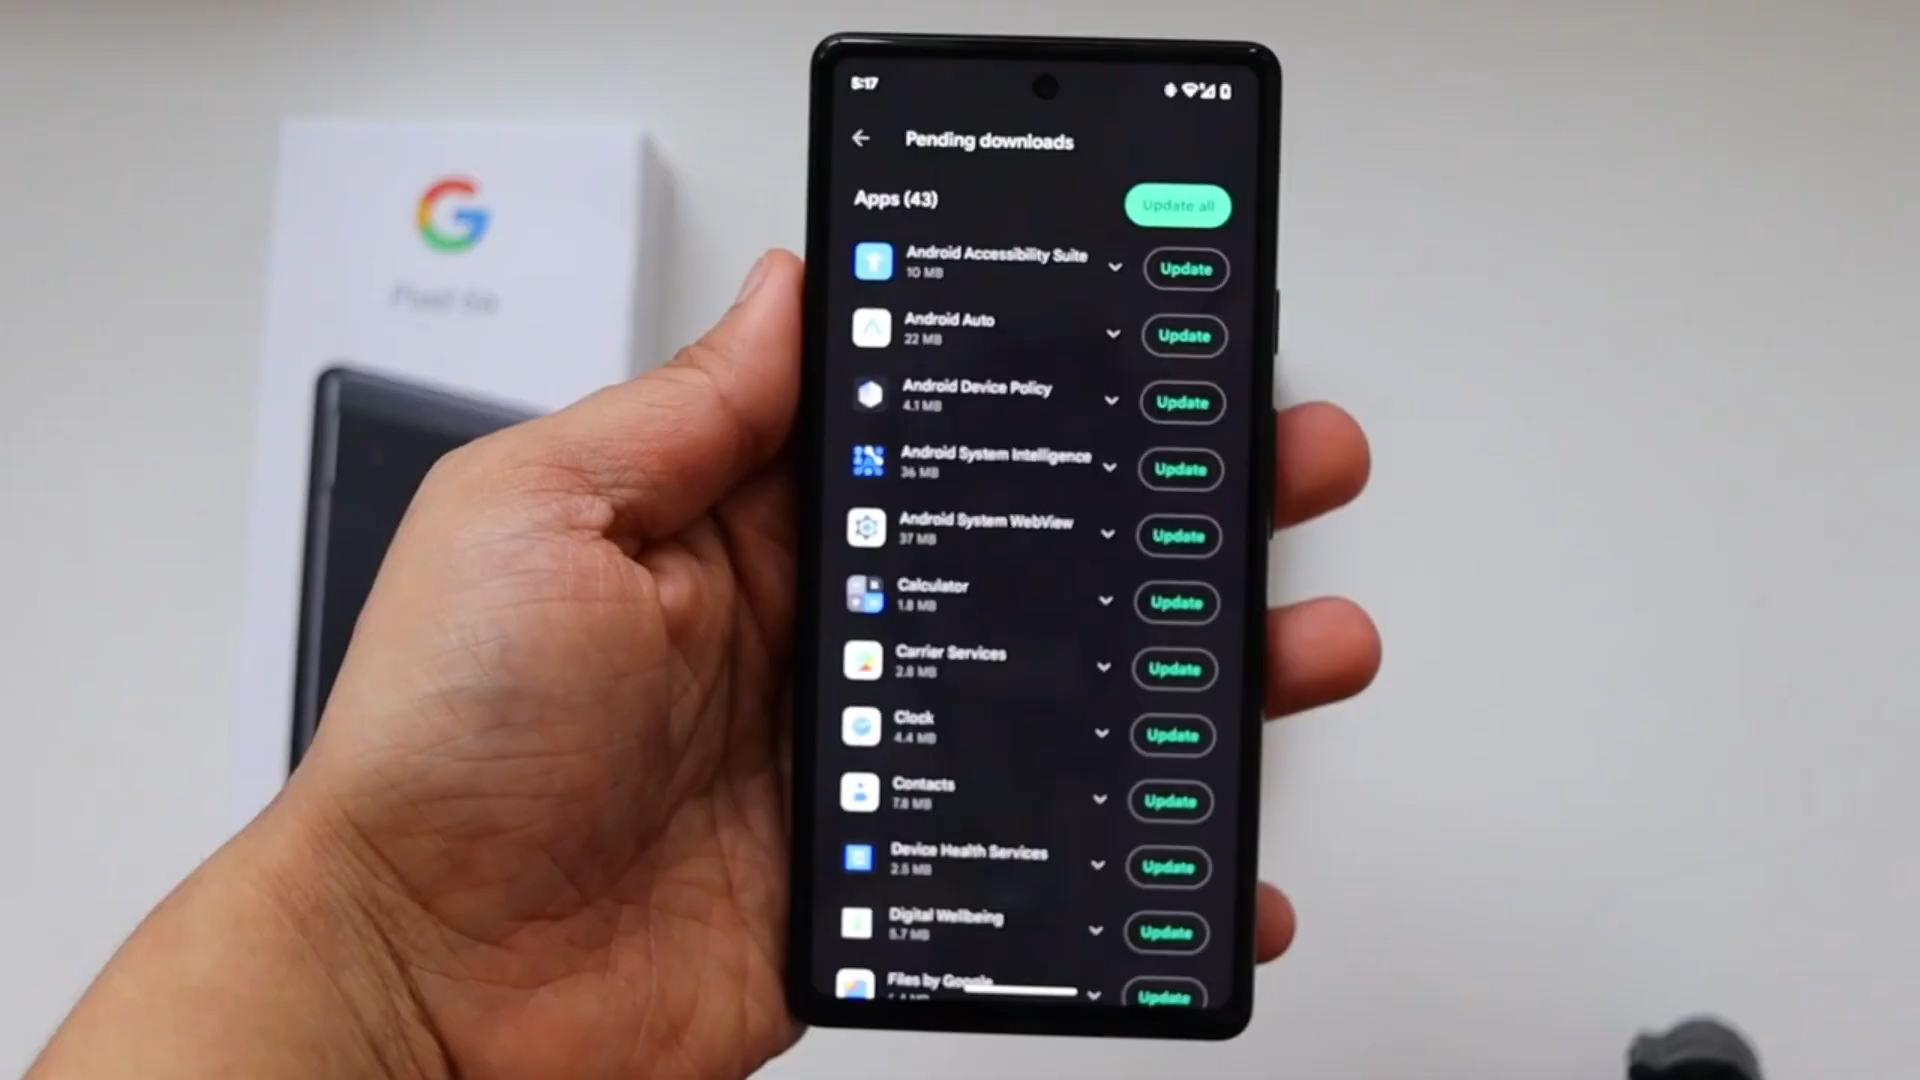 G
Pixel 6a
5:17
Pending downloads
Apps (43)
Update all
Android Accessibility Suite
10 MB
Update
Android Auto
22 MB
Update
Android Device Policy
4.1 MB
Update
Android System Intelligence
36 MB
Update
Android System WebView
37 MB
Update
Calculator
1.8 MB
Update
Carrier Services
2.8 MB
Update
Clock
4.4 MB
Update
Contacts
7.8 MB
Update
Device Health Services
2.5 MB
Update
Digital Wellbeing
5.7 MB
Update
Files by Google
Update